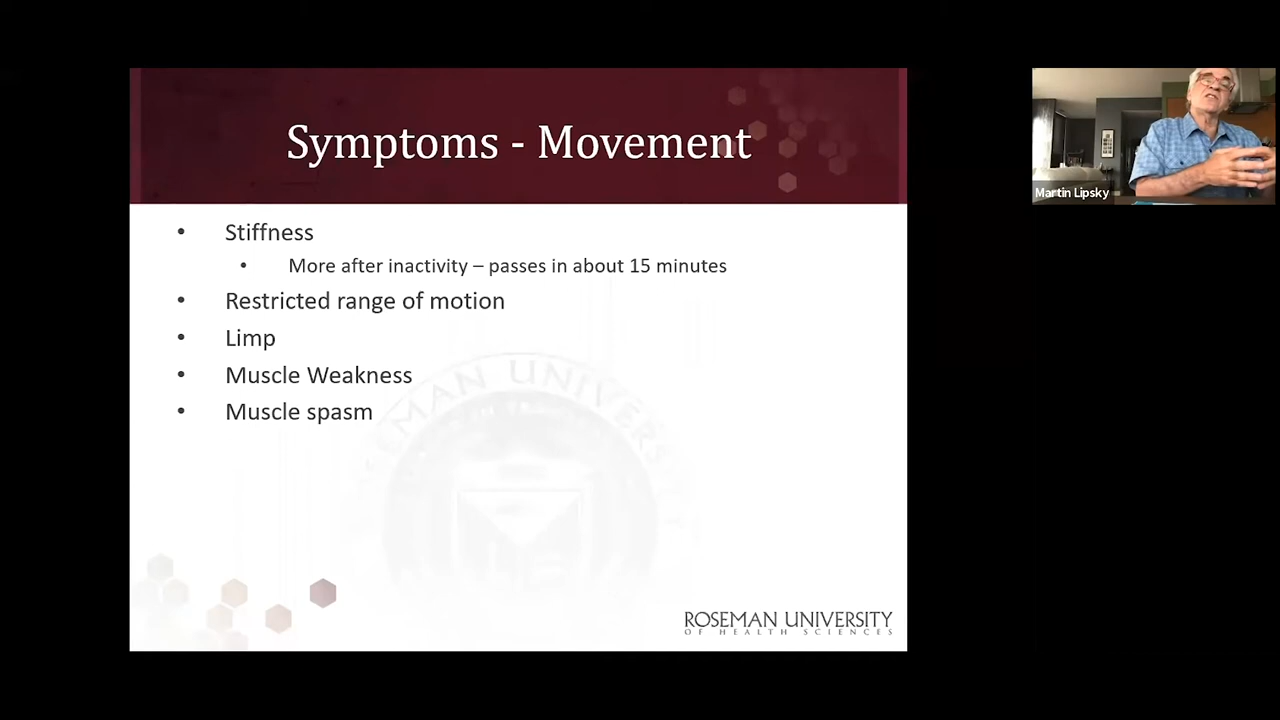 Symptoms - Movement
• Stiffness
• More after inactivity – passes in about 15 minutes
• Restricted range of motion
• Limp
• Muscle Weakness
• Muscle spasm
ROSEMAN UNIVERSITY
OF HEALTH SCIENCES
Martin Lipsky